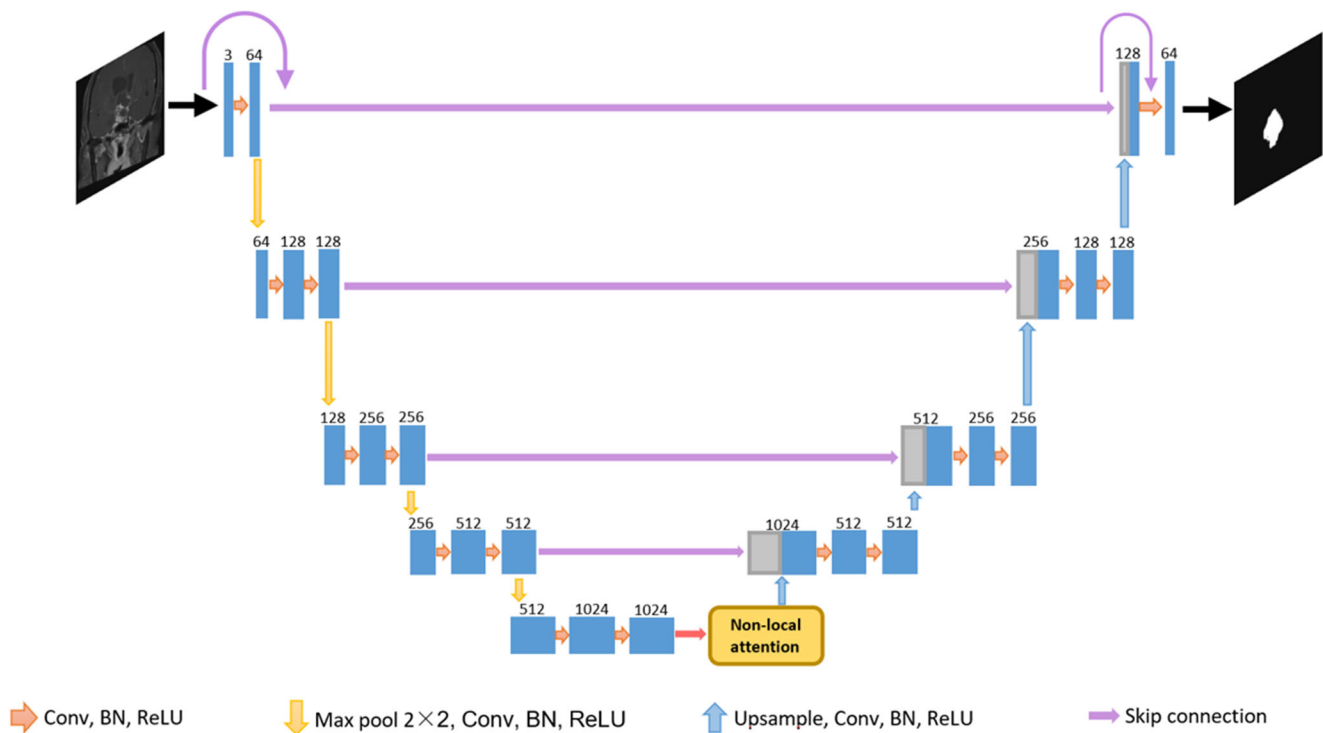 3 64
128 64
64 128 128
256 128 128
128 256 256
512 256 256
256 512 512
1024 512 512
512 1024 1024
Non-local
attention
Conv, BN, ReLU
Max pool 2×2, Conv, BN, ReLU
Upsample, Conv, BN, ReLU
Skip connection